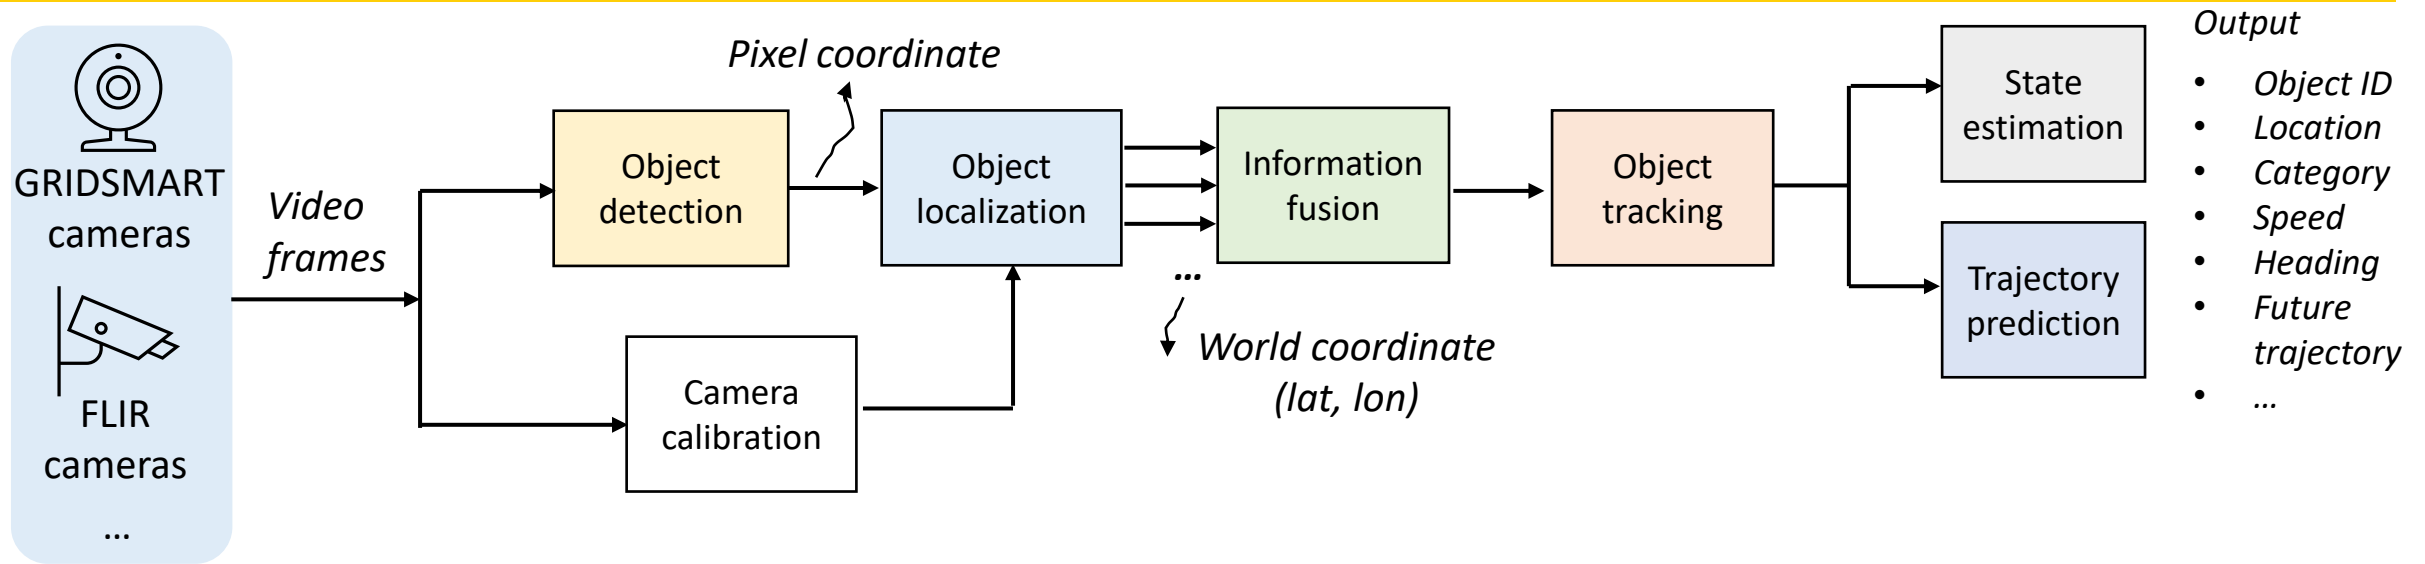 GRIDSMART
cameras
FLIR
cameras
...
Video
frames
Object
detection
Pixel coordinate
Camera
calibration
Object
localization
...
World coordinate
(lat, lon)
Information
fusion
Object
tracking
State
estimation
Trajectory
prediction
Output
• Object ID
• Location
• Category
• Speed
• Heading
• Future
trajectory
• ...